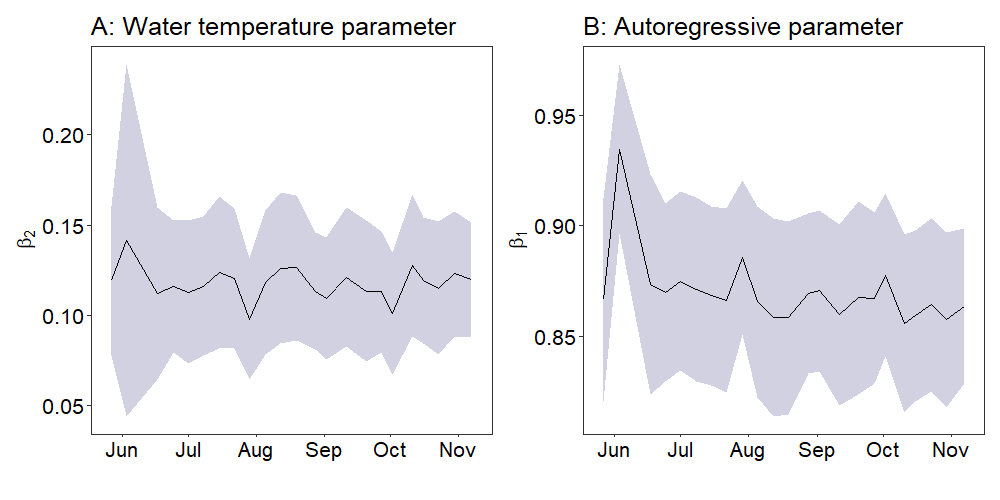 A: Water temperature parameter
β2
0.20
0.15
0.10
0.05
Jun Jul Aug Sep Oct Nov
B: Autoregressive parameter
β1
0.95
0.90
0.85
Jun Jul Aug Sep Oct Nov